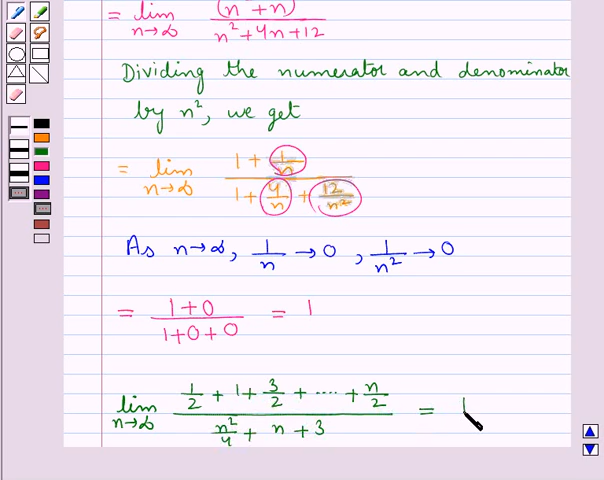 = lim n→∞ (n² + n) / n² + 4n + 12
Dividing the numerator and denominator
by n², we get
= lim n→∞ 1 + 1/n / 1 + 4/n + 12/n²
As n→∞, 1/n → 0, 1/n² → 0
= 1 + 0 / 1 + 0 + 0 = 1
lim n→∞ 1/2 + 1 + 3/2 + .... + n/2 / n²/4 + n + 3 = 1